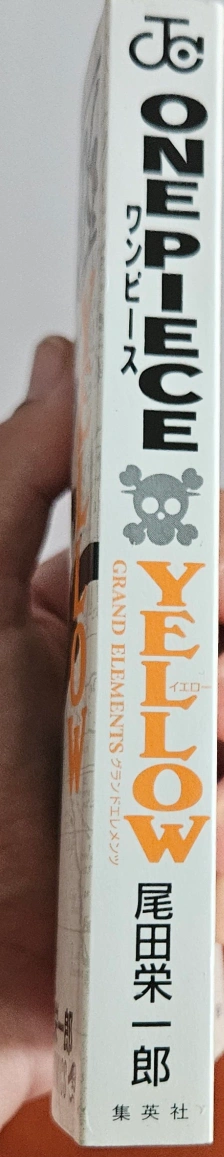 JC
ONE PIECE
ワンピース
YELLOW
イエロー
GRAND ELEMENTS グランドエレメンツ
尾田栄一郎
集英社